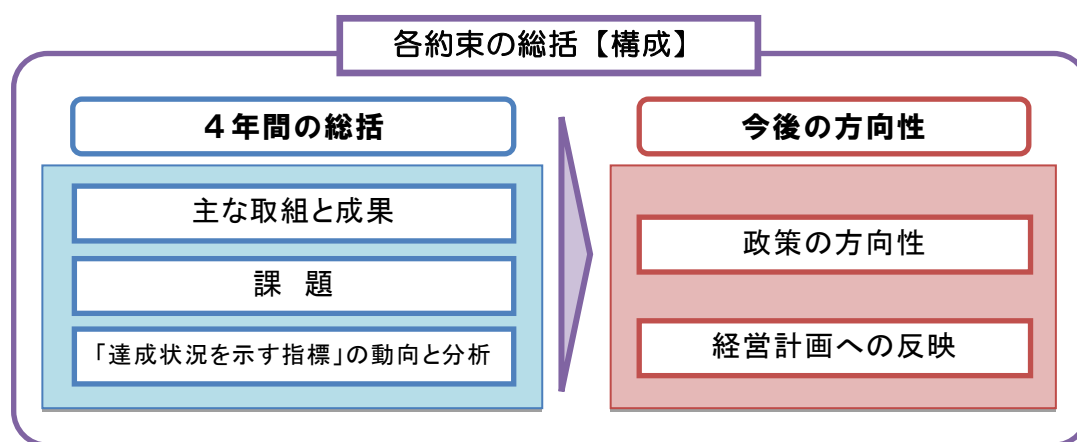 各約束の総括【構成】
４年間の総括
主な取組と成果
課　題
「達成状況を示す指標」の動向と分析
今後の方向性
政策の方向性
経営計画への反映